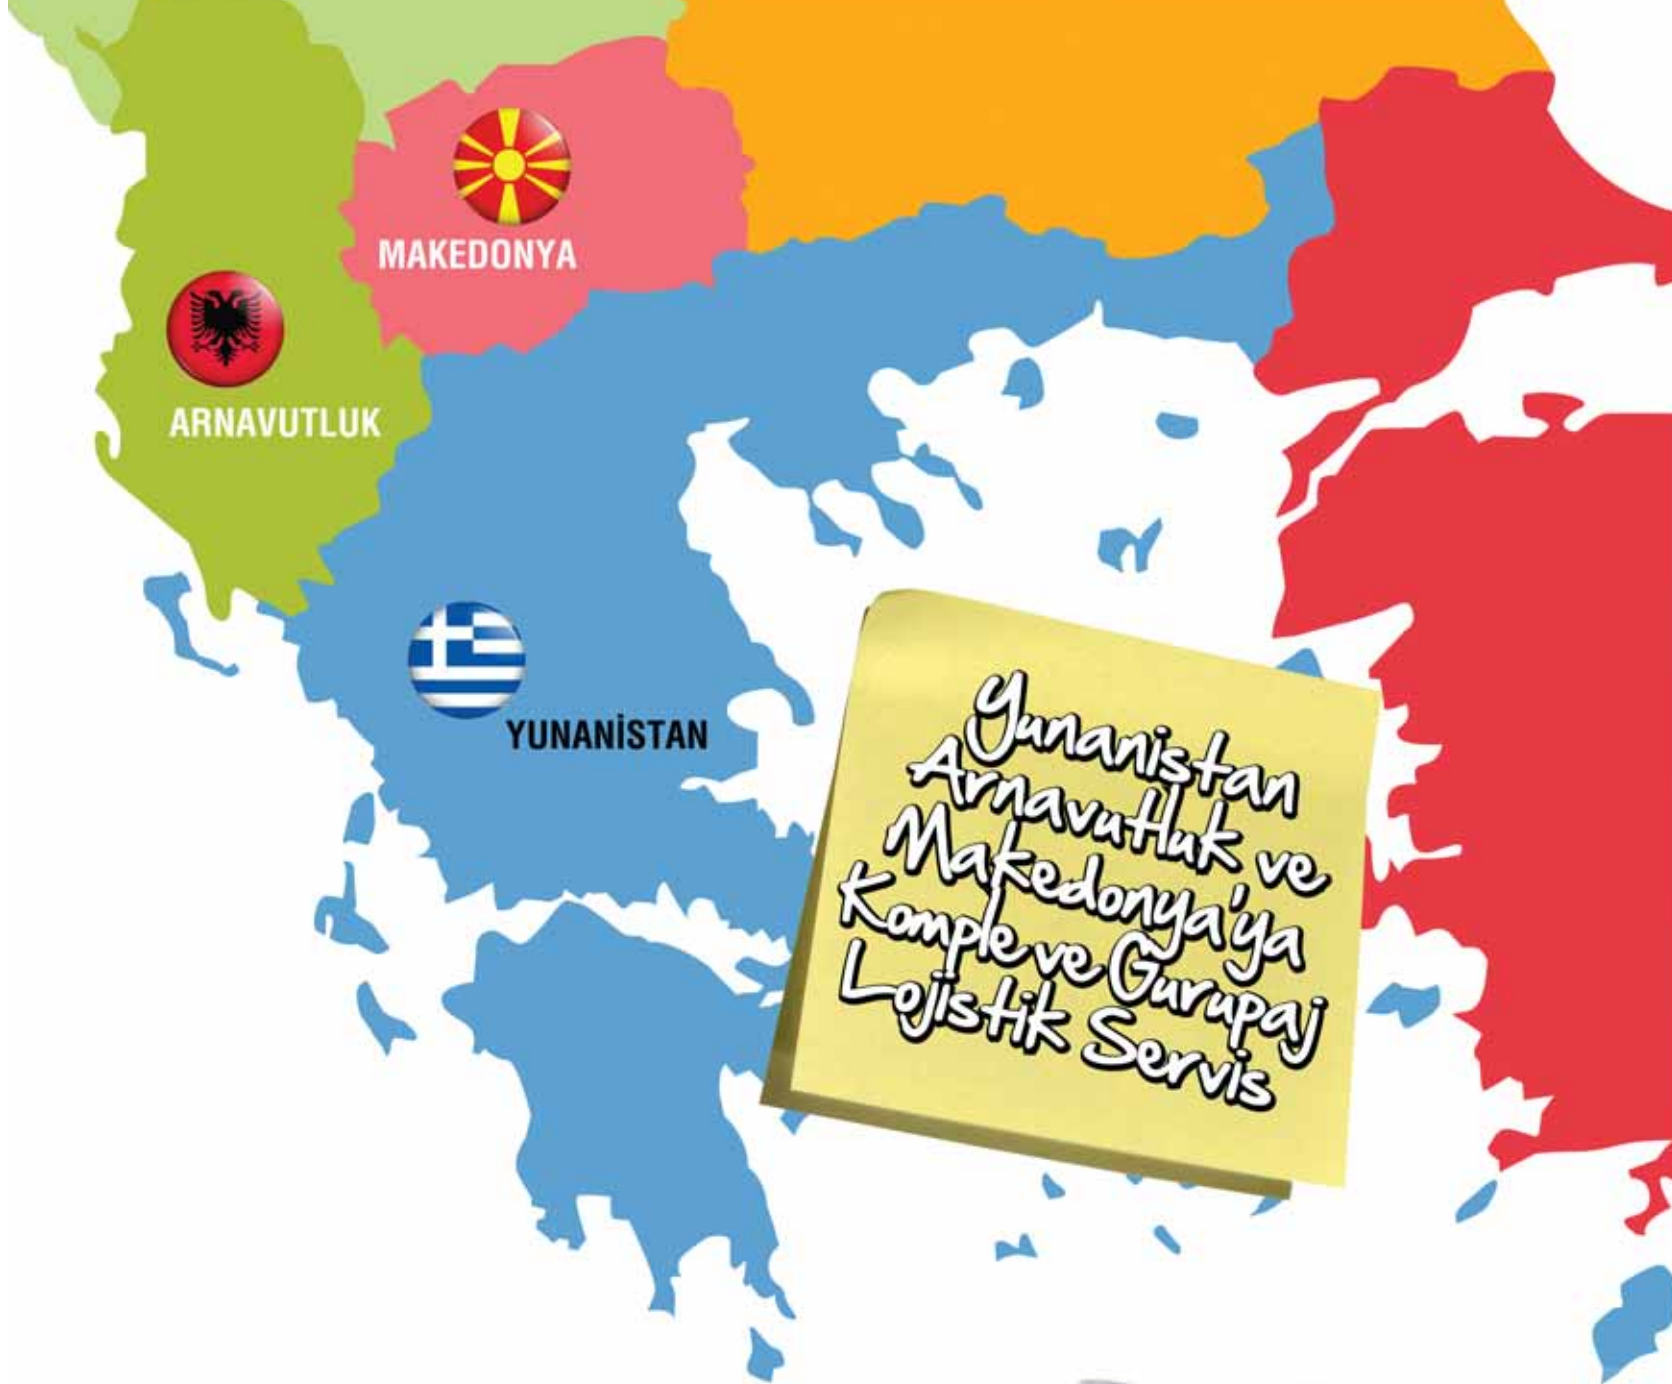 MAKEDONYA
ARNAVUTLUK
YUNANİSTAN
Yunanistan
Arnavutluk ve
Makedonya'ya
Komple ve Gurupaj
Lojistik Servis